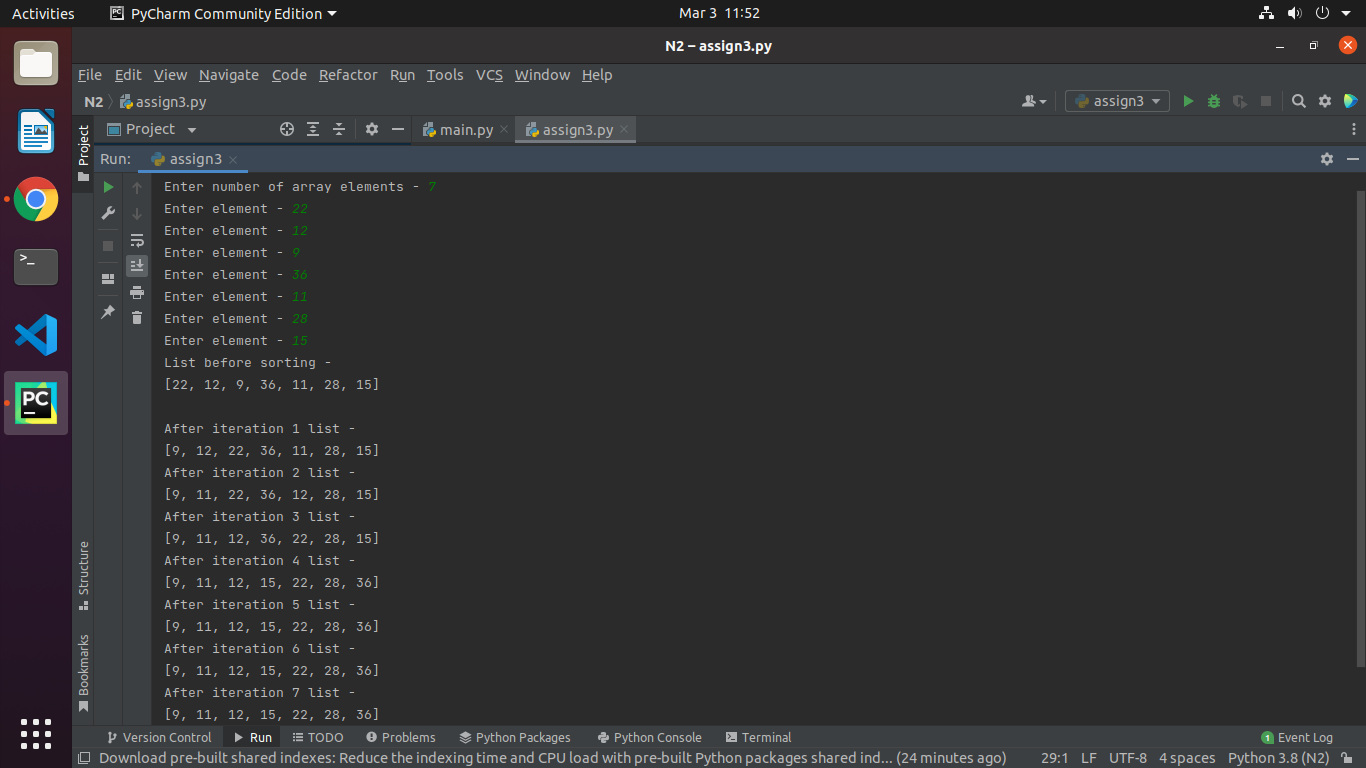 Activities PyCharm Community Edition Mar 3 11:52
N2 – assign3.py
File Edit View Navigate Code Refactor Run Tools VCS Window Help
N2 assign3.py assign3
Project Project main.py assign3.py
Run: assign3
Enter number of array elements - 7
Enter element - 22
Enter element - 12
Enter element - 9
Enter element - 36
Enter element - 11
Enter element - 28
Enter element - 15
List before sorting -
[22, 12, 9, 36, 11, 28, 15]
After iteration 1 list -
[9, 12, 22, 36, 11, 28, 15]
After iteration 2 list -
[9, 11, 22, 36, 12, 28, 15]
After iteration 3 list -
[9, 11, 12, 36, 22, 28, 15]
After iteration 4 list -
[9, 11, 12, 15, 22, 28, 36]
After iteration 5 list -
[9, 11, 12, 15, 22, 28, 36]
After iteration 6 list -
[9, 11, 12, 15, 22, 28, 36]
After iteration 7 list -
[9, 11, 12, 15, 22, 28, 36]
Structure
Bookmarks
>_
PC
Version Control Run TODO Problems Python Packages Python Console Terminal 1 Event Log
Download pre-built shared indexes: Reduce the indexing time and CPU load with pre-built Python packages shared ind... (24 minutes ago) 29:1 LF UTF-8 4 spaces Python 3.8 (N2)